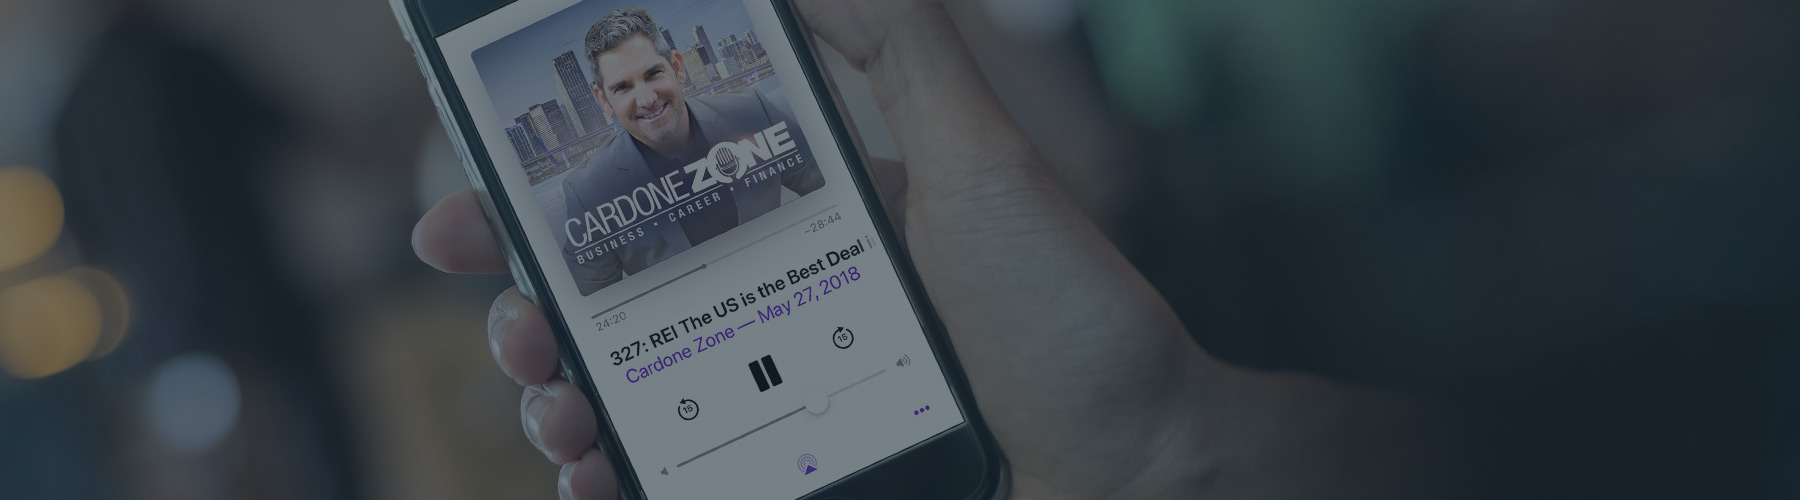 CARDONE ZONE
BUSINESS • CAREER • FINANCE
24:20
-28:44
327: REI The US is the Best Deal i
Cardone Zone — May 27, 2018
15
15